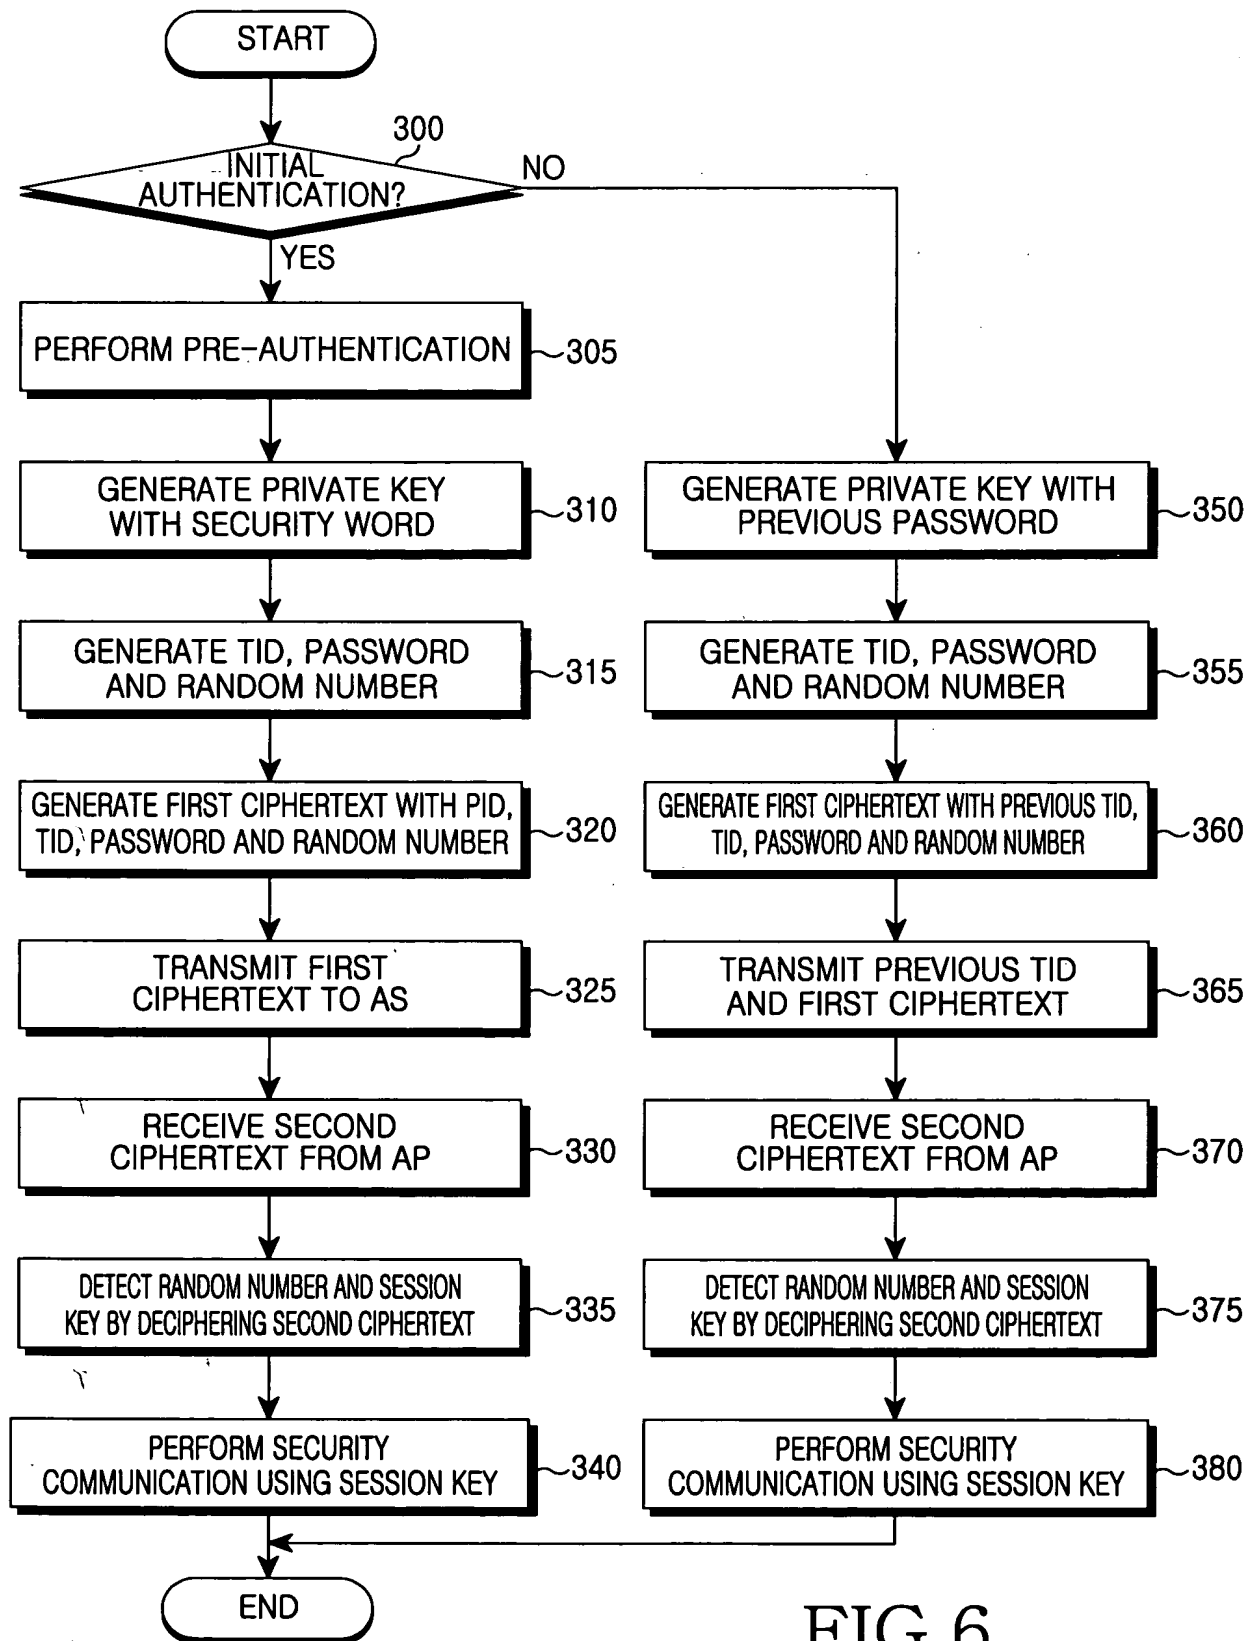 START
300
INITIAL
AUTHENTICATION?
NO
YES
PERFORM PRE-AUTHENTICATION
305
GENERATE PRIVATE KEY
WITH SECURITY WORD
310
GENERATE TID, PASSWORD
AND RANDOM NUMBER
315
GENERATE FIRST CIPHERTEXT WITH PID,
TID, PASSWORD AND RANDOM NUMBER
320
TRANSMIT FIRST
CIPHERTEXT TO AS
325
RECEIVE SECOND
CIPHERTEXT FROM AP
330
DETECT RANDOM NUMBER AND SESSION
KEY BY DECIPHERING SECOND CIPHERTEXT
335
PERFORM SECURITY
COMMUNICATION USING SESSION KEY
340
GENERATE PRIVATE KEY WITH
PREVIOUS PASSWORD
350
GENERATE TID, PASSWORD
AND RANDOM NUMBER
355
GENERATE FIRST CIPHERTEXT WITH PREVIOUS TID,
TID, PASSWORD AND RANDOM NUMBER
360
TRANSMIT PREVIOUS TID
AND FIRST CIPHERTEXT
365
RECEIVE SECOND
CIPHERTEXT FROM AP
370
DETECT RANDOM NUMBER AND SESSION
KEY BY DECIPHERING SECOND CIPHERTEXT
375
PERFORM SECURITY
COMMUNICATION USING SESSION KEY
380
END
FIG.6